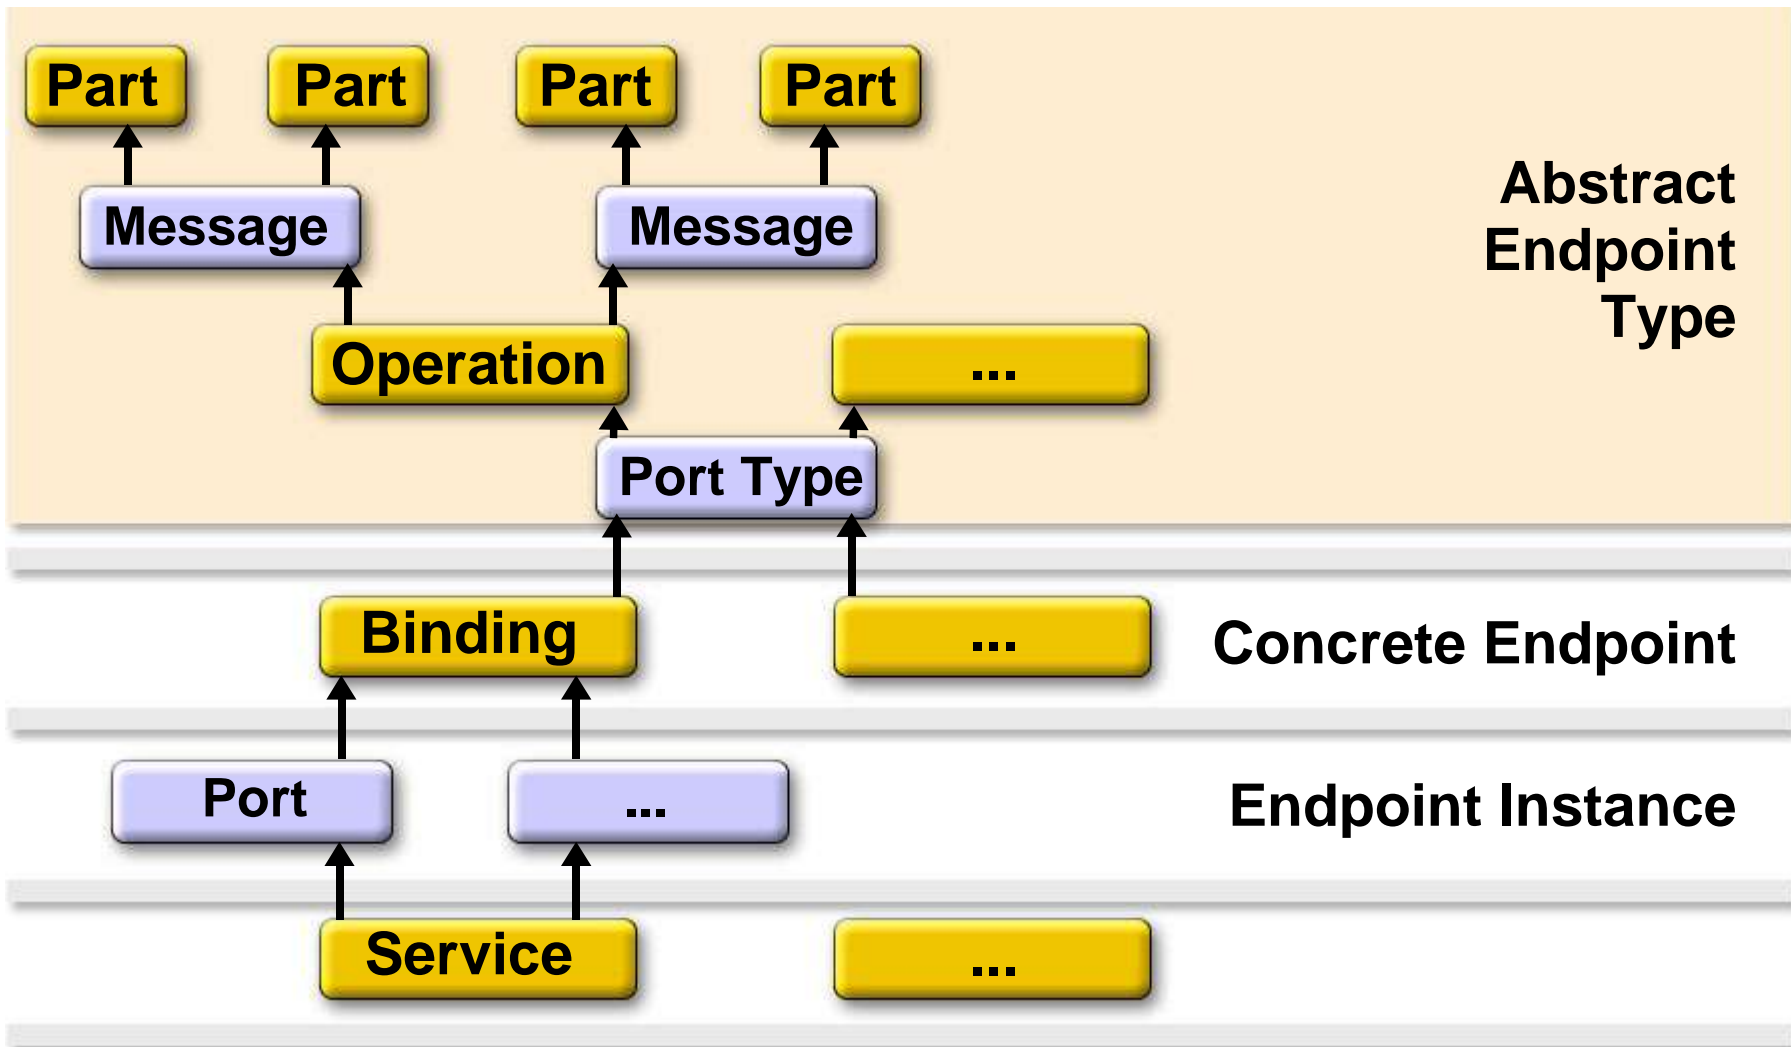 Part Part Part Part
Message Message
Abstract
Endpoint
Type
Operation ...
Port Type
Binding ... Concrete Endpoint
Port ... Endpoint Instance
Service ...